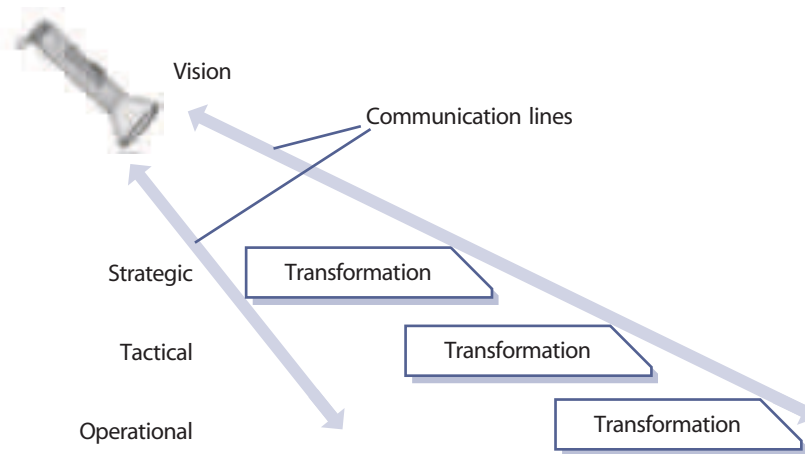 Vision
Communication lines
Strategic
Transformation
Tactical
Transformation
Operational
Transformation